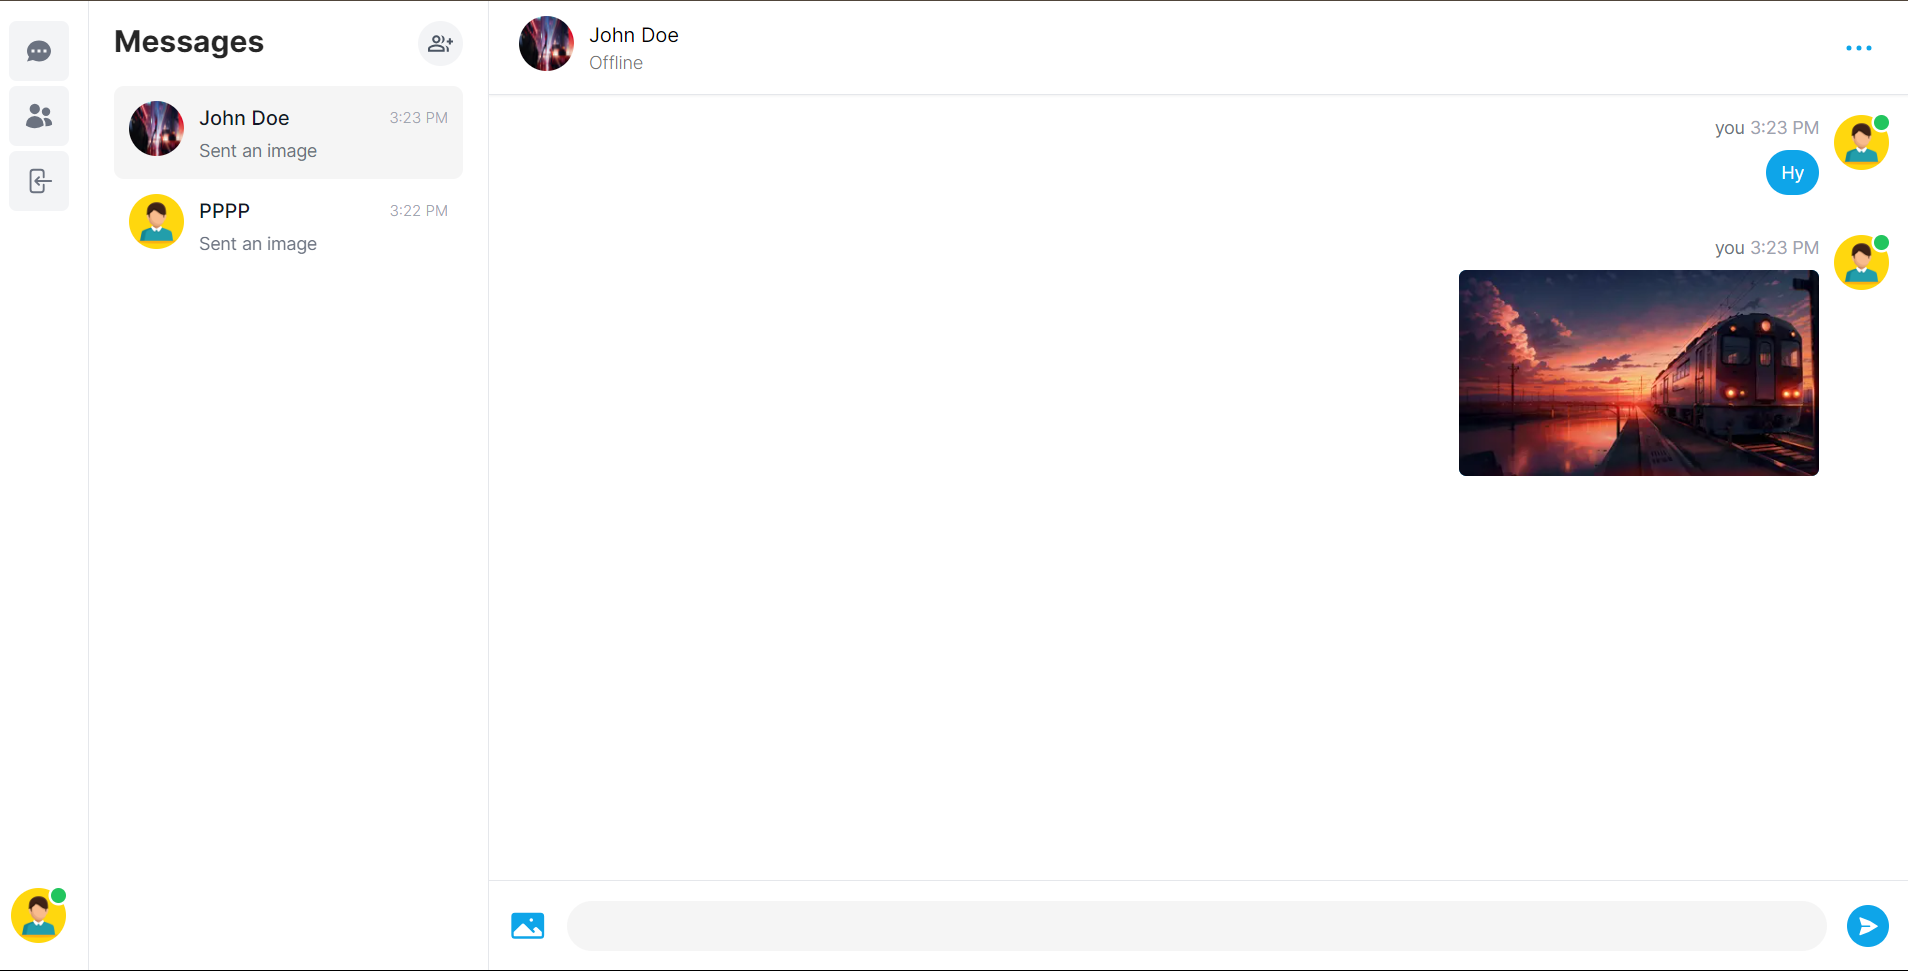 Messages
John Doe
3:23 PM
Sent an image
PPPP
3:22 PM
Sent an image
John Doe
Offline
you 3:23 PM
Hy
you 3:23 PM